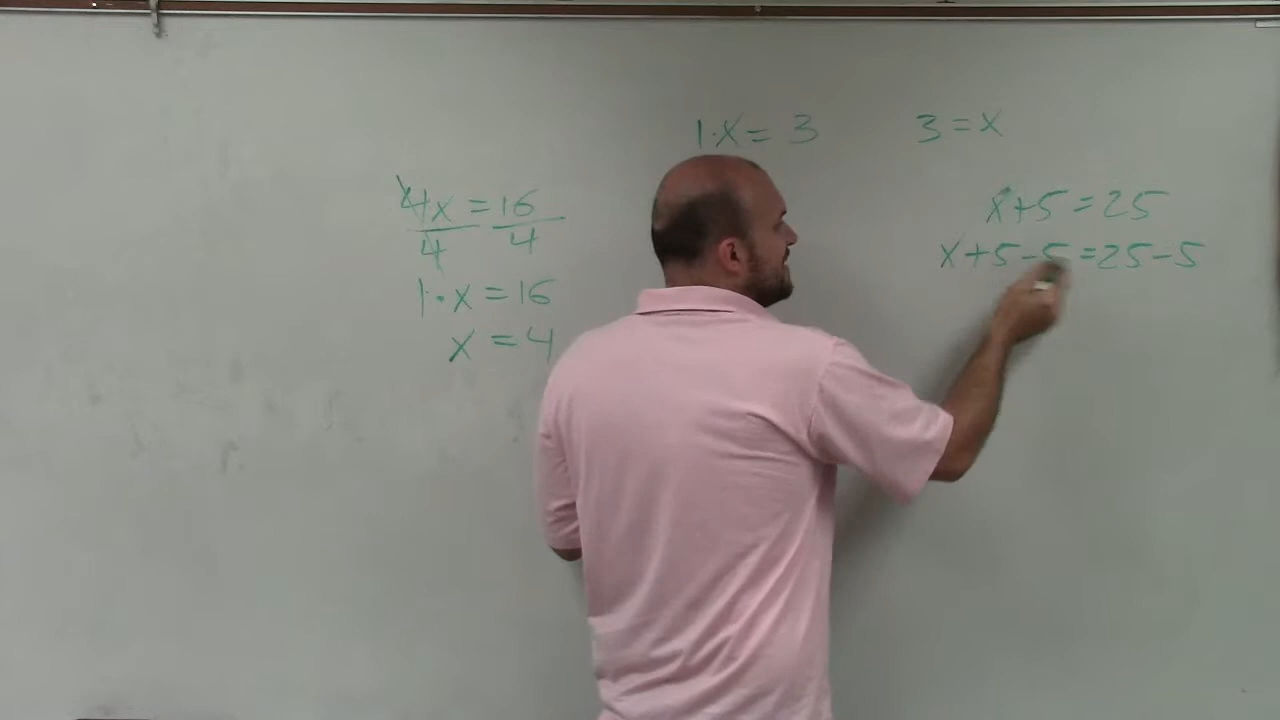 1·x = 3
3 = x
4x = 16
4 4
1·x = 16
x = 4
x+5 = 25
x+5-5 = 25-5